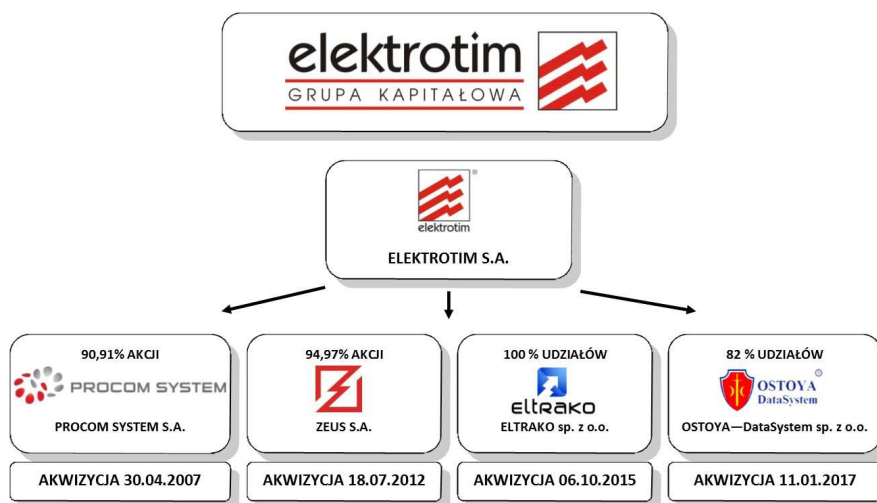 elektrotim
GRUPA KAPITAŁOWA
®
elektrotim
ELEKTROTIM S.A.
90,91% AKCJI
PROCOM SYSTEM
PROCOM SYSTEM S.A.
AKWIZYCJA 30.04.2007
94,97% AKCJI
ZEUS S.A.
AKWIZYCJA 18.07.2012
100 % UDZIAŁÓW
ELTRAKO
ELTRAKO sp. z o.o.
AKWIZYCJA 06.10.2015
82 % UDZIAŁÓW
®
OSTOYA
DataSystem
OSTOYA—DataSystem sp. z o.o.
AKWIZYCJA 11.01.2017